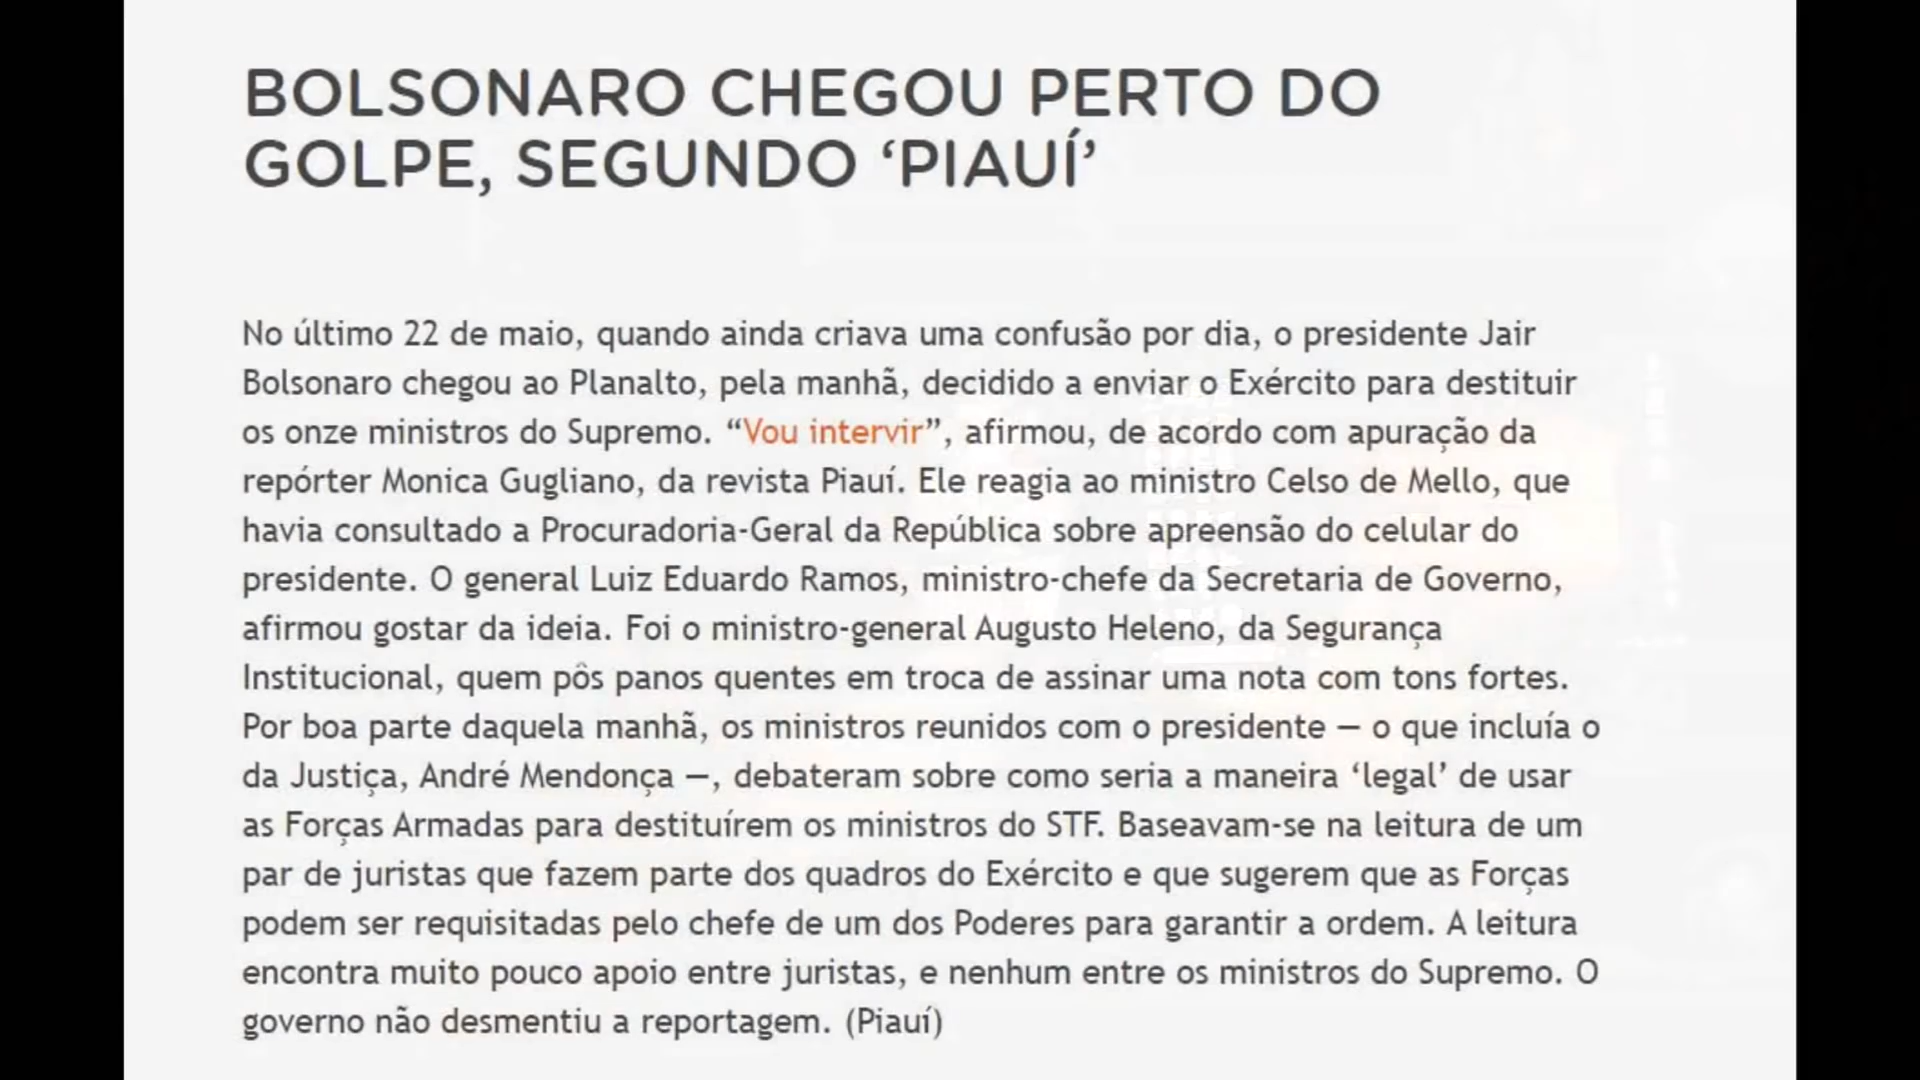 BOLSONARO CHEGOU PERTO DO
GOLPE, SEGUNDO ‘PIAUÍ’
No último 22 de maio, quando ainda criava uma confusão por dia, o presidente Jair
Bolsonaro chegou ao Planalto, pela manhã, decidido a enviar o Exército para destituir
os onze ministros do Supremo. “Vou intervir”, afirmou, de acordo com apuração da
repórter Monica Gugliano, da revista Piauí. Ele reagia ao ministro Celso de Mello, que
havia consultado a Procuradoria-Geral da República sobre apreensão do celular do
presidente. O general Luiz Eduardo Ramos, ministro-chefe da Secretaria de Governo,
afirmou gostar da ideia. Foi o ministro-general Augusto Heleno, da Segurança
Institucional, quem pôs panos quentes em troca de assinar uma nota com tons fortes.
Por boa parte daquela manhã, os ministros reunidos com o presidente — o que incluía o
da Justiça, André Mendonça —, debateram sobre como seria a maneira ‘legal’ de usar
as Forças Armadas para destituírem os ministros do STF. Baseavam-se na leitura de um
par de juristas que fazem parte dos quadros do Exército e que sugerem que as Forças
podem ser requisitadas pelo chefe de um dos Poderes para garantir a ordem. A leitura
encontra muito pouco apoio entre juristas, e nenhum entre os ministros do Supremo. O
governo não desmentiu a reportagem. (Piauí)